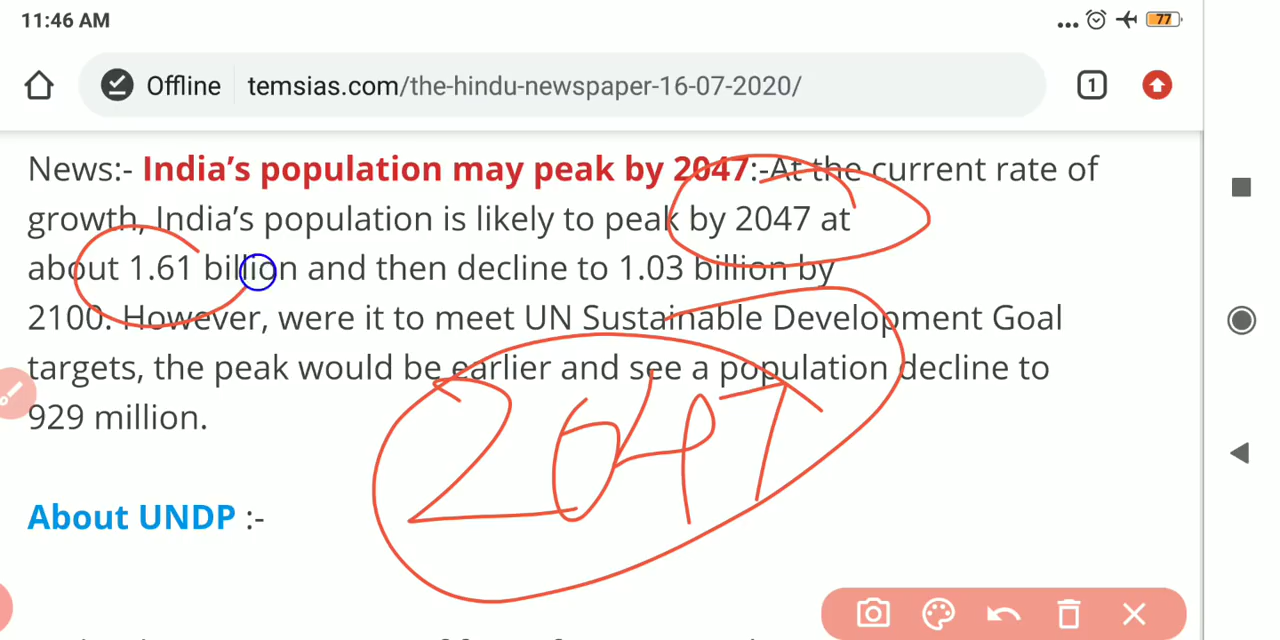 11:46 AM
77
Offline temsias.com/the-hindu-newspaper-16-07-2020/
1
News:- India's population may peak by 2047:-At the current rate of
growth, India's population is likely to peak by 2047 at
about 1.61 billion and then decline to 1.03 billion by
2100. However, were it to meet UN Sustainable Development Goal
targets, the peak would be earlier and see a population decline to
929 million.
2047
About UNDP :-